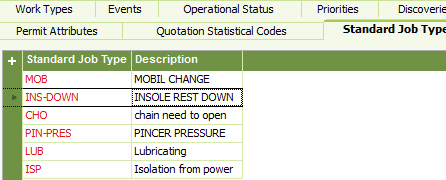 Work Types Events Operational Status Priorities Discoverie
Permit Attributes Quotation Statistical Codes Standard Job Type
Standard Job Type Description
MOB MOBIL CHANGE
INS-DOWN INSOLE REST DOWN
CHO chain need to open
PIN-PRES PINCER PRESSURE
LUB Lubricating
ISP Isolation from power